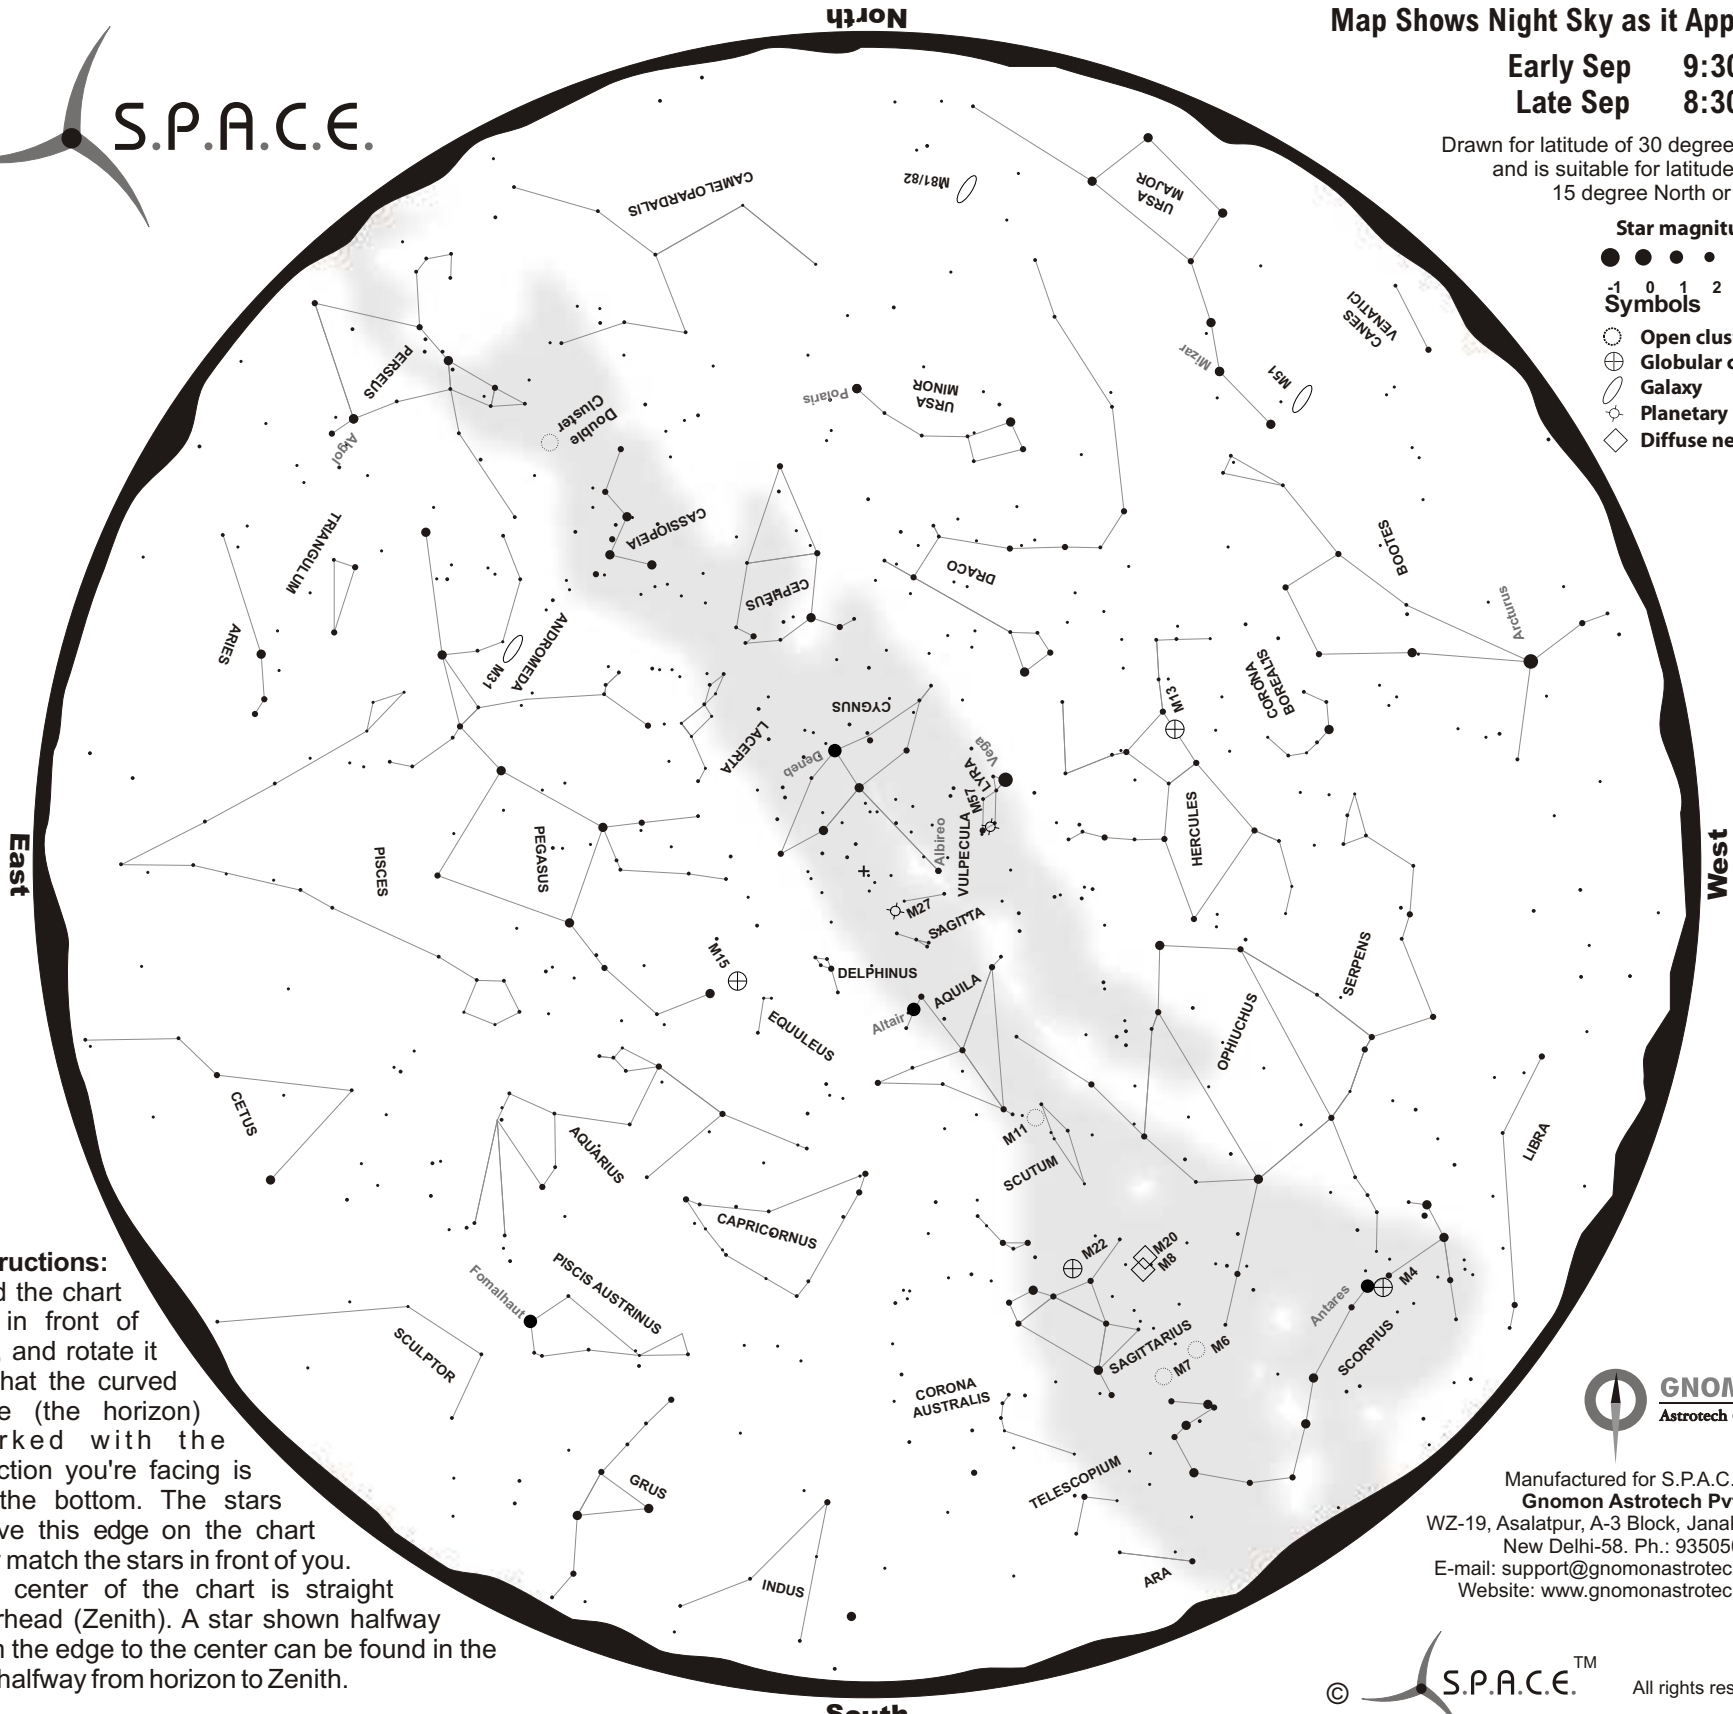 North
Map Shows Night Sky as it App
Early Sep 9:30
Late Sep 8:30
Drawn for latitude of 30 degree
and is suitable for latitude
15 degree North or
Star magnitu
-1 0 1 2
Symbols
Open clus
Globular c
Galaxy
Planetary
Diffuse ne
S.P.A.C.E.
CAMELOPARDALIS
M81/82
URSA
MAJOR
CANES
VENATICI
PERSEUS
Algol
Double
Cluster
Polaris
URSA
MINOR
Mizar
M51
CASSIOPEIA
TRIANGULUM
ARIES
ANDROMEDA
M31
CEPHEUS
DRACO
BOOTES
Arcturus
CORONA
BOREALIS
M13
CYGNUS
Deneb
LACERTA
Vega
LYRA
M57
Albireo
VULPECULA
HERCULES
East
West
PISCES
PEGASUS
M27
SAGITTA
M15
DELPHINUS
EQUULEUS
AQUILA
Altair
SERPENS
OPHIUCHUS
CETUS
AQUARIUS
M11
SCUTUM
LIBRA
CAPRICORNUS
M22
M20
M8
M4
Antares
PISCIS AUSTRINUS
Fomalhaut
SCULPTOR
SAGITTARIUS
M6
M7
SCORPIUS
CORONA
AUSTRALIS
GRUS
TELESCOPIUM
INDUS
ARA
South
ructions:
d the chart
in front of
, and rotate it
hat the curved
e (the horizon)
rked with the
ction you're facing is
the bottom. The stars
ve this edge on the chart
match the stars in front of you.
center of the chart is straight
rhead (Zenith). A star shown halfway
n the edge to the center can be found in the
halfway from horizon to Zenith.
GNOM
Astrotech
Manufactured for S.P.A.C.
Gnomon Astrotech Pv
WZ-19, Asalatpur, A-3 Block, Janal
New Delhi-58. Ph.: 93505
E-mail: support@gnomonastrotec
Website: www.gnomonastrotec
© S.P.A.C.E.™ All rights res